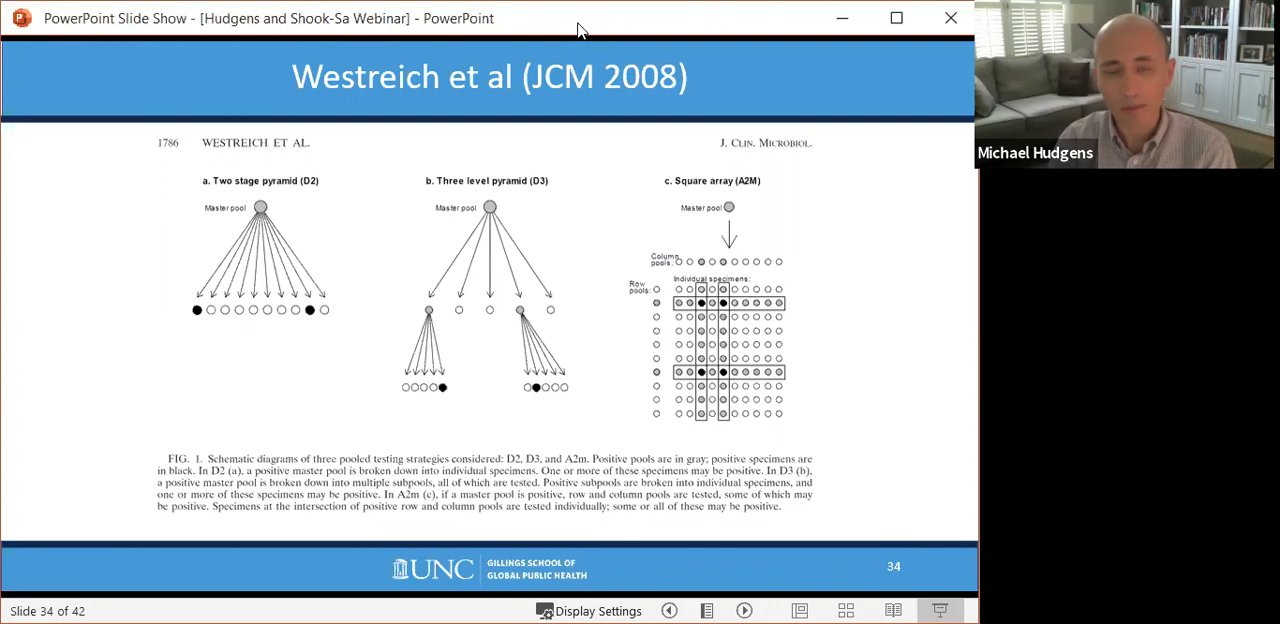 PowerPoint Slide Show - [Hudgens and Shook-Sa Webinar] - PowerPoint
Westreich et al (JCM 2008)
1786 WESTREICH ET AL. J. CLIN. MICROBIOL.
a. Two stage pyramid (D2)
b. Three level pyramid (D3)
c. Square array (A2M)
Master pool
Master pool
Master pool
Column
pools:
Individual specimens:
Row
pools:
FIG. 1. Schematic diagrams of three pooled testing strategies considered: D2, D3, and A2m. Positive pools are in gray; positive specimens are
in black. In D2 (a), a positive master pool is broken down into individual specimens. One or more of these specimens may be positive. In D3 (b),
a positive master pool is broken down into multiple subpools, all of which are tested. Positive subpools are broken into individual specimens, and
one or more of these specimens may be positive. In A2m (c), if a master pool is positive, row and column pools are tested, some of which may
be positive. Specimens at the intersection of positive row and column pools are tested individually; some or all of these may be positive.
UNC
GILLINGS SCHOOL OF
GLOBAL PUBLIC HEALTH
34
Slide 34 of 42
Display Settings
Michael Hudgens